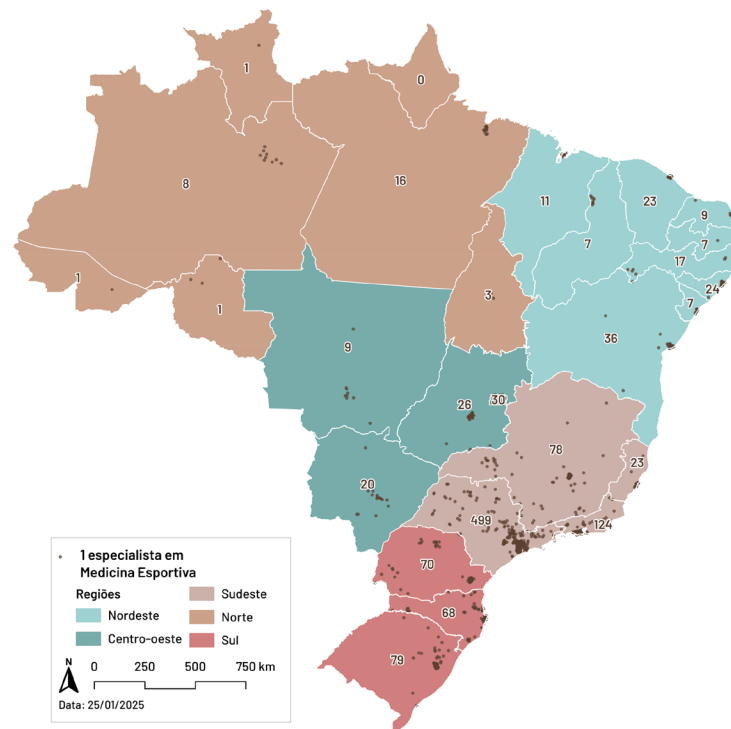 1
0
8
16
11
23
9
7
7
17
24
7
1
1
3
36
9
26
30
78
23
20
499
124
70
68
79
1 especialista em
Medicina Esportiva
Regiões
Nordeste
Centro-oeste
Sudeste
Norte
Sul
N
0 250 500 750 km
Data: 25/01/2025